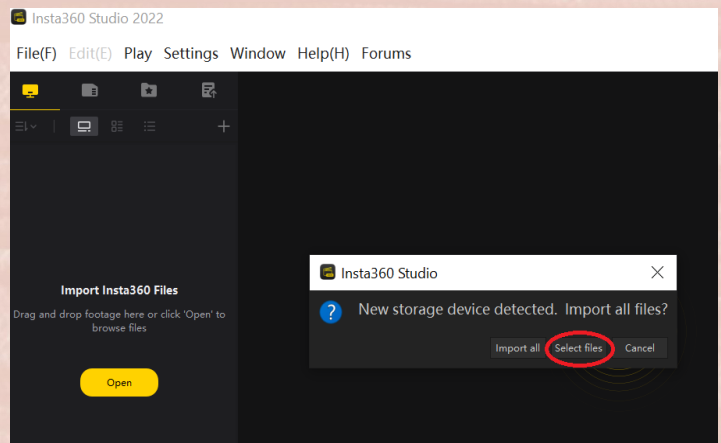 Insta360 Studio 2022
File(F) Edit(E) Play Settings Window Help(H) Forums
Import Insta360 Files
Drag and drop footage here or click 'Open' to
browse files
Open
Insta360 Studio
New storage device detected. Import all files?
Import all Select files Cancel